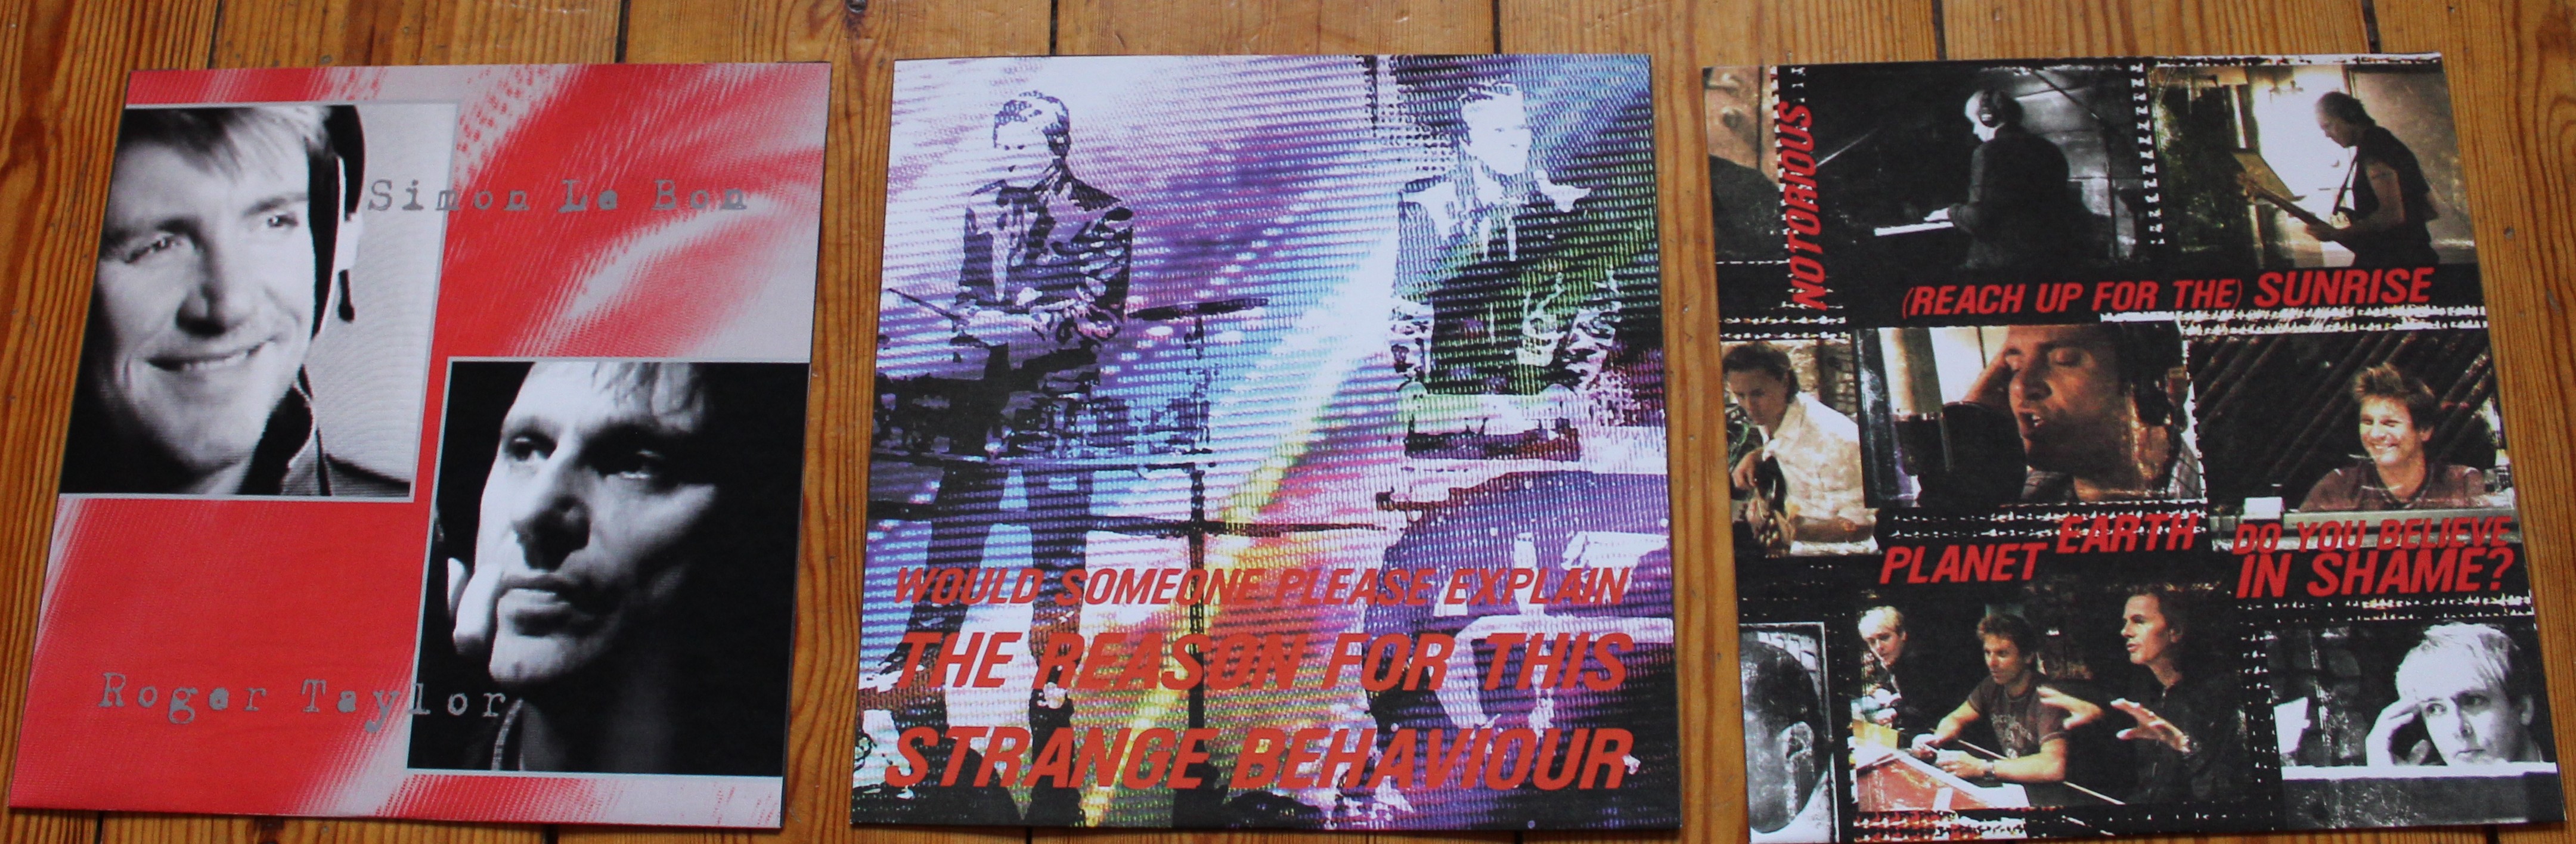 Simon Le Bon
Roger Taylor
WOULD SOMEONE PLEASE EXPLAIN
THE REASON FOR THIS
STRANGE BEHAVIOUR
NOTORIOUS
(REACH UP FOR THE) SUNRISE
PLANET EARTH
DO YOU BELIEVE
IN SHAME?